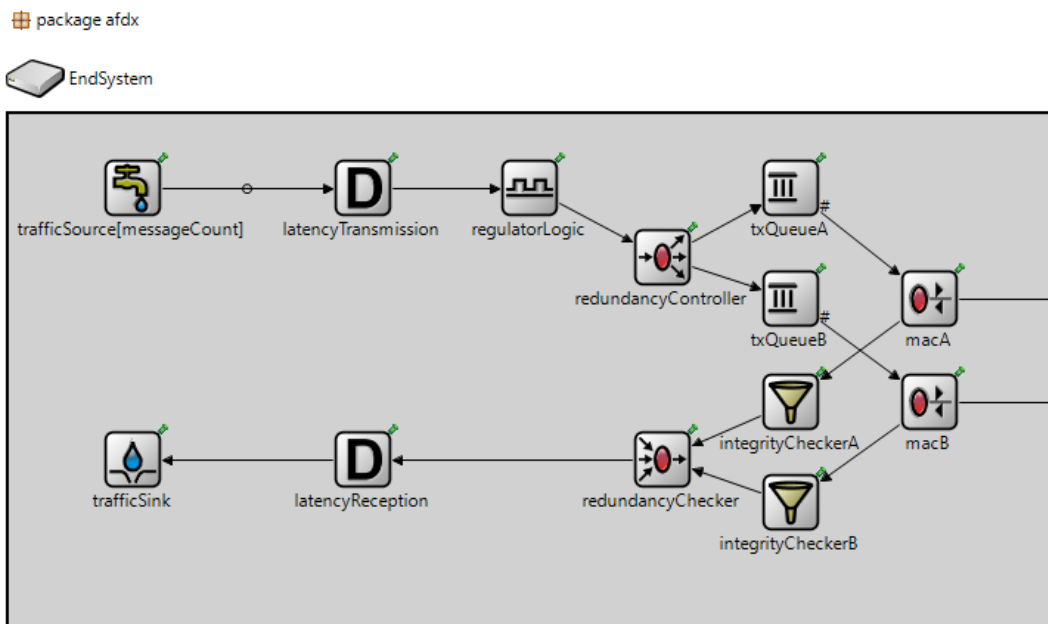 package afdx
EndSystem
trafficSource[messageCount]
D
latencyTransmission
regulatorLogic
redundancyController
#
txQueueA
#
txQueueB
macA
macB
integrityCheckerA
integrityCheckerB
redundancyChecker
D
latencyReception
trafficSink